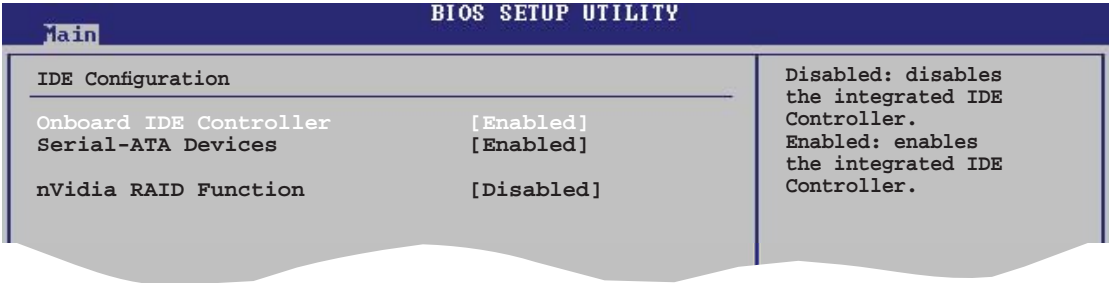 BIOS SETUP UTILITY
Main
IDE Configuration
Onboard IDE Controller [Enabled]
Serial-ATA Devices [Enabled]
nVidia RAID Function [Disabled]
Disabled: disables
the integrated IDE
Controller.
Enabled: enables
the integrated IDE
Controller.